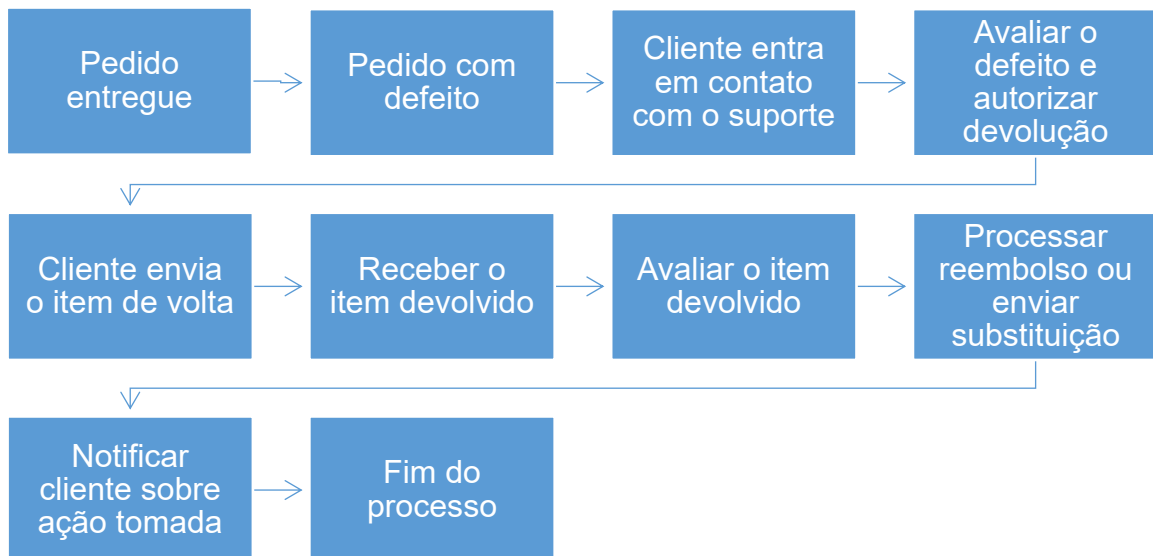 Pedido
entregue
Pedido com
defeito
Cliente entra
em contato
com o suporte
Avaliar o
defeito e
autorizar
devolução
Cliente envia
o item de volta
Receber o
item devolvido
Avaliar o item
devolvido
Processar
reembolso ou
enviar
substituição
Notificar
cliente sobre
ação tomada
Fim do
processo